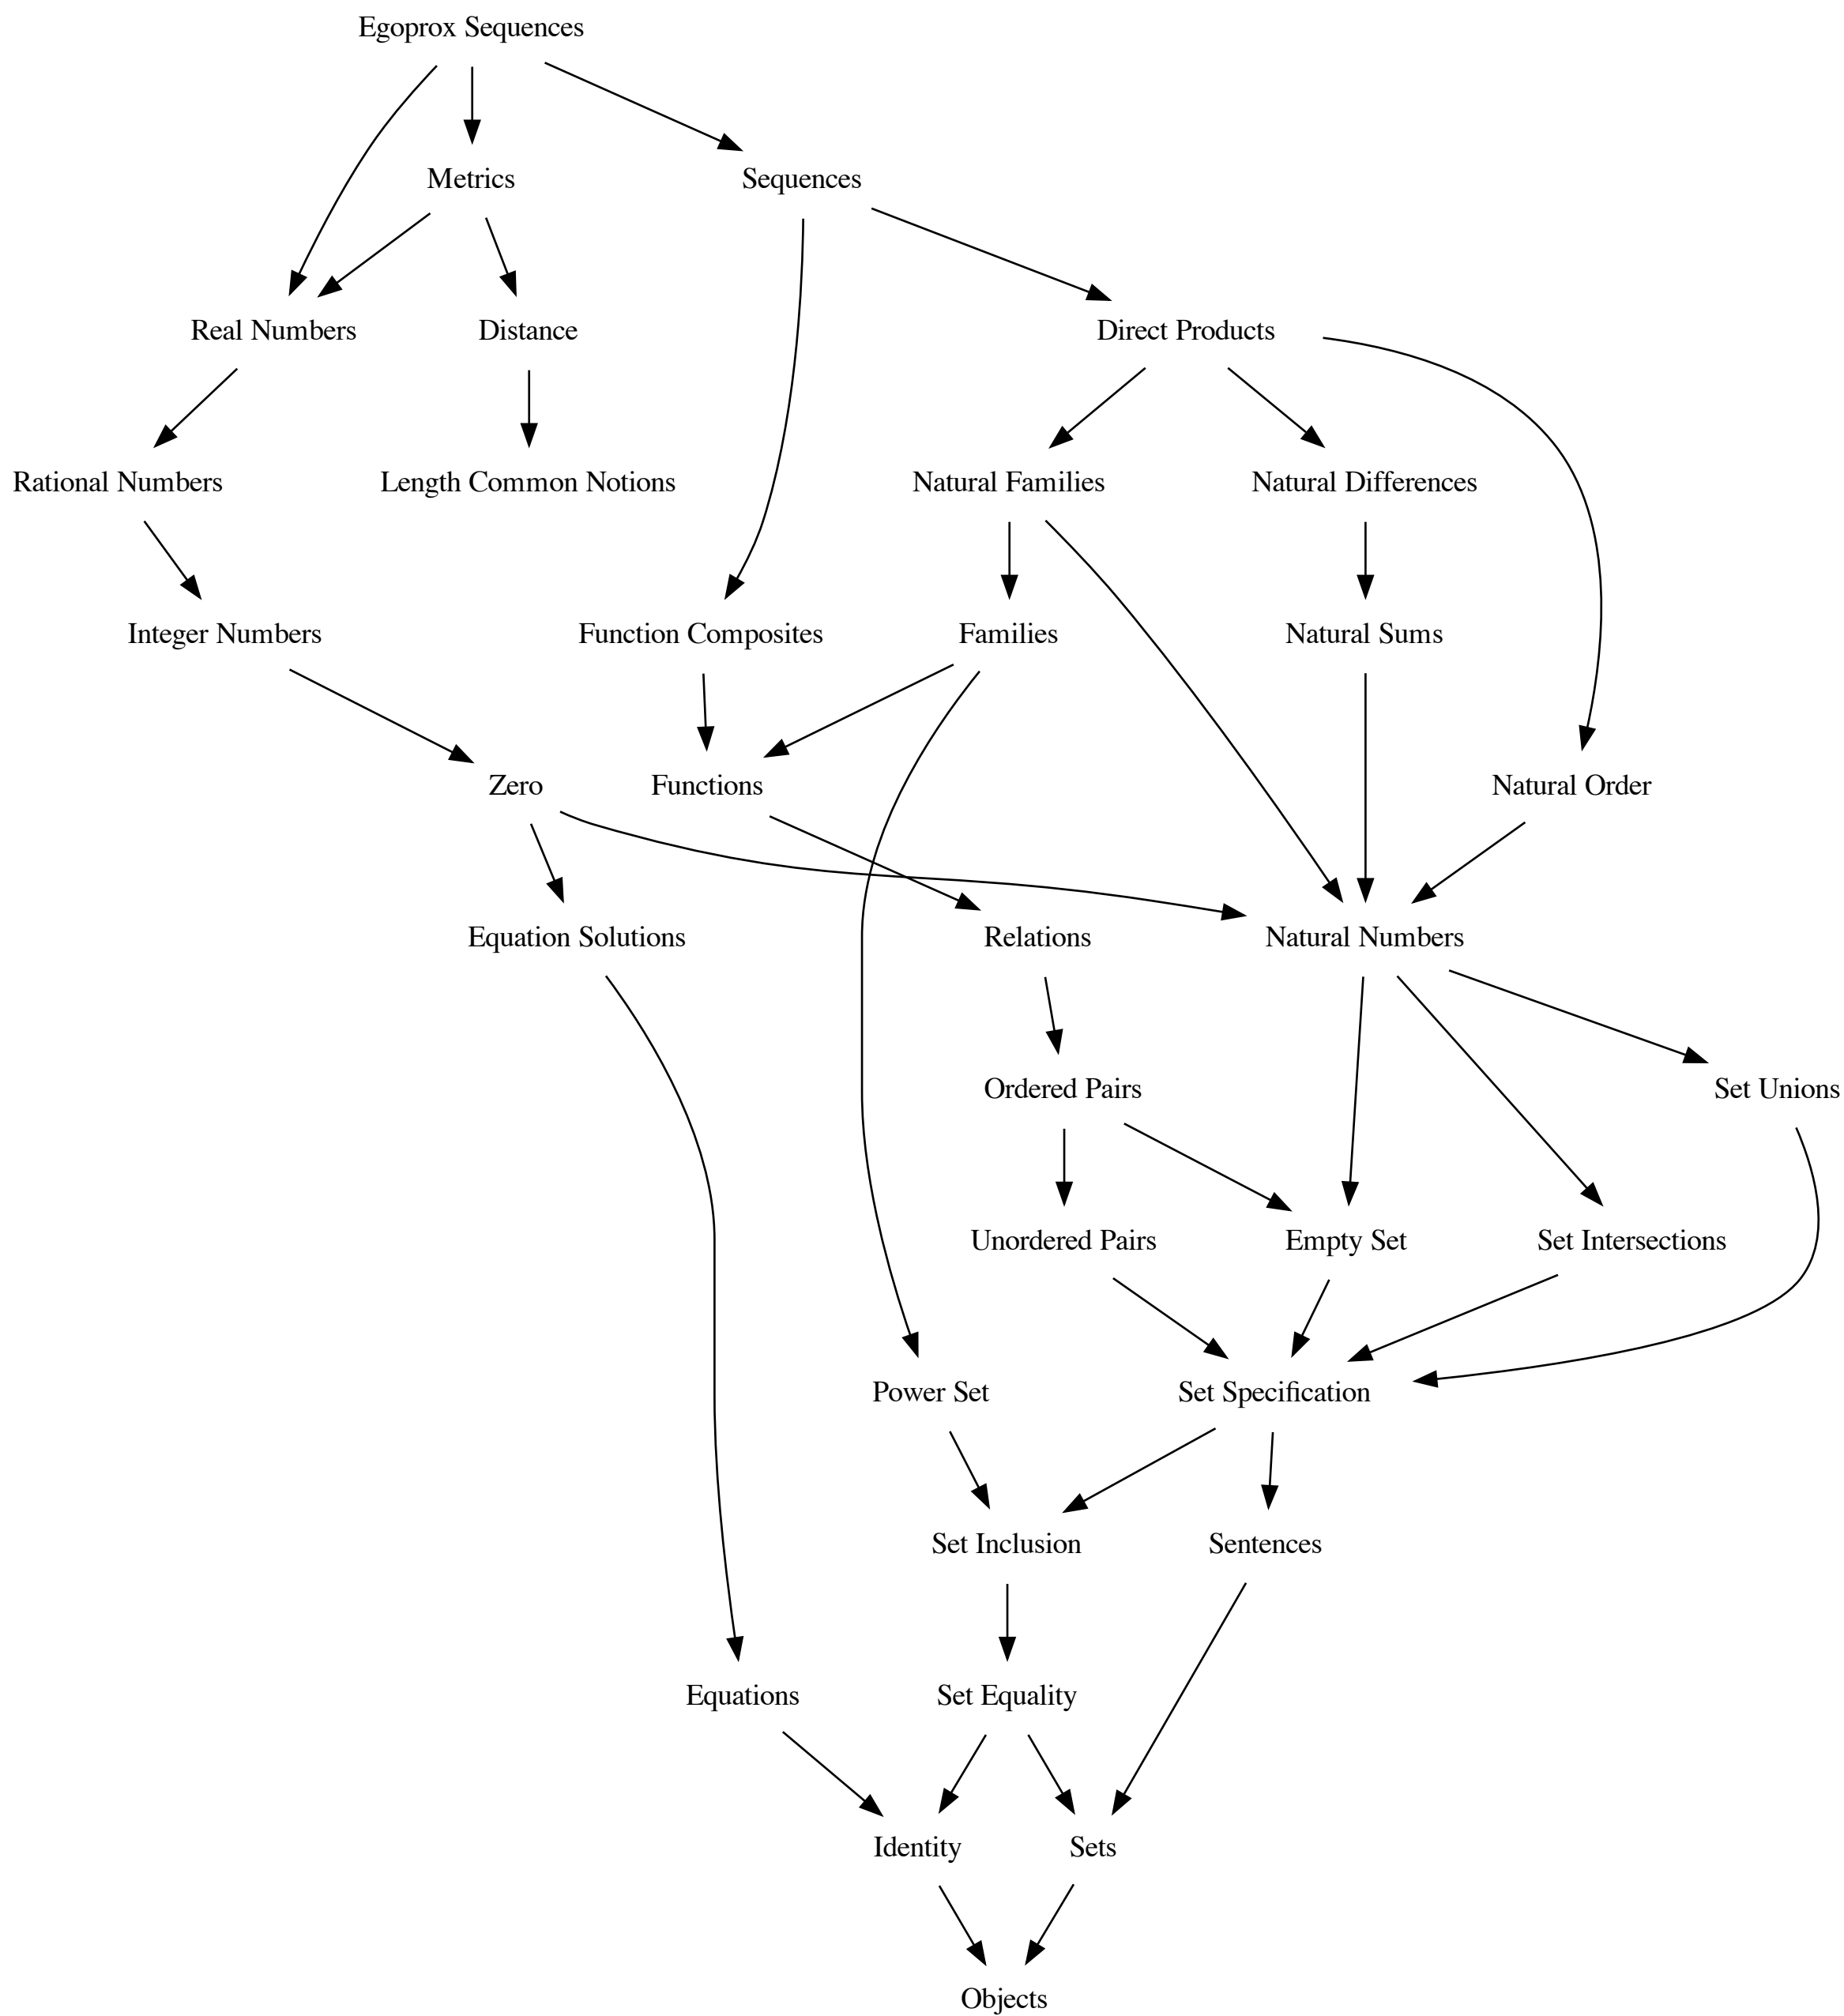 Egoprox Sequences
Metrics
Sequences
Real Numbers
Distance
Direct Products
Rational Numbers
Length Common Notions
Natural Families
Natural Differences
Integer Numbers
Function Composites
Families
Natural Sums
Zero
Functions
Natural Order
Equation Solutions
Relations
Natural Numbers
Ordered Pairs
Set Unions
Unordered Pairs
Empty Set
Set Intersections
Power Set
Set Specification
Set Inclusion
Sentences
Equations
Set Equality
Identity
Sets
Objects